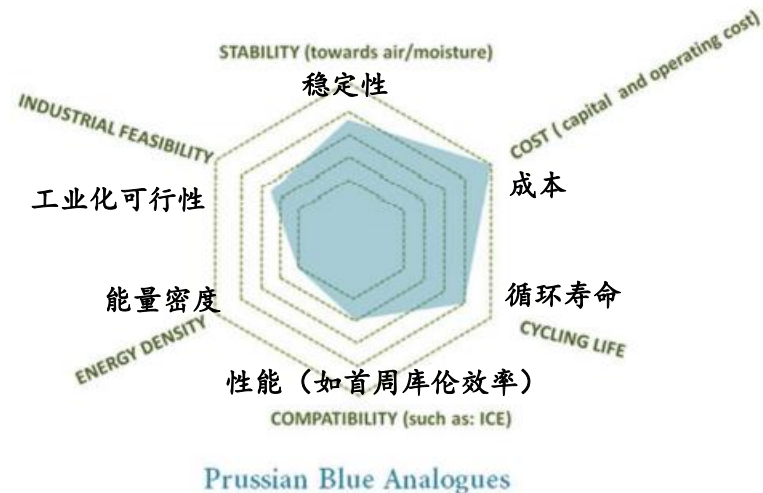 STABILITY (towards air/moisture)
稳定性
INDUSTRIAL FEASIBILITY
工业化可行性
COST ( capital and operating cost)
成本
能量密度
ENERGY DENSITY
循环寿命
CYCLING LIFE
性能（如首周库伦效率）
COMPATIBILITY (such as: ICE)
Prussian Blue Analogues